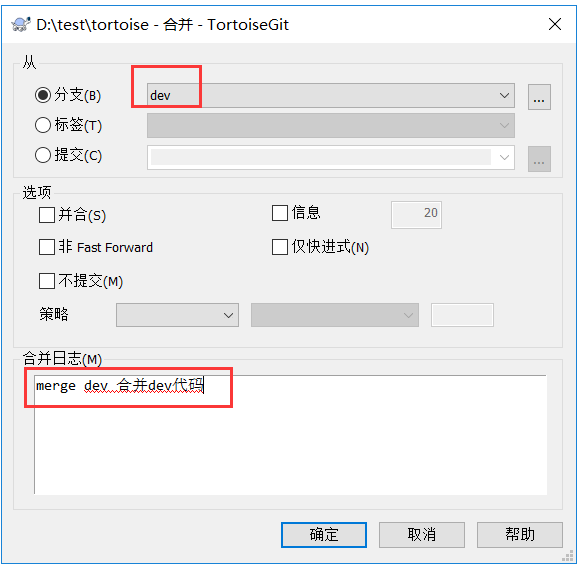 D:\test\tortoise - 合并 - TortoiseGit
从
分支(B)
dev
...
标签(T)
提交(C)
...
选项
并合(S)
信息
20
非 Fast Forward
仅快进式(N)
不提交(M)
策略
合并日志(M)
merge dev 合并dev代码
确定
取消
帮助